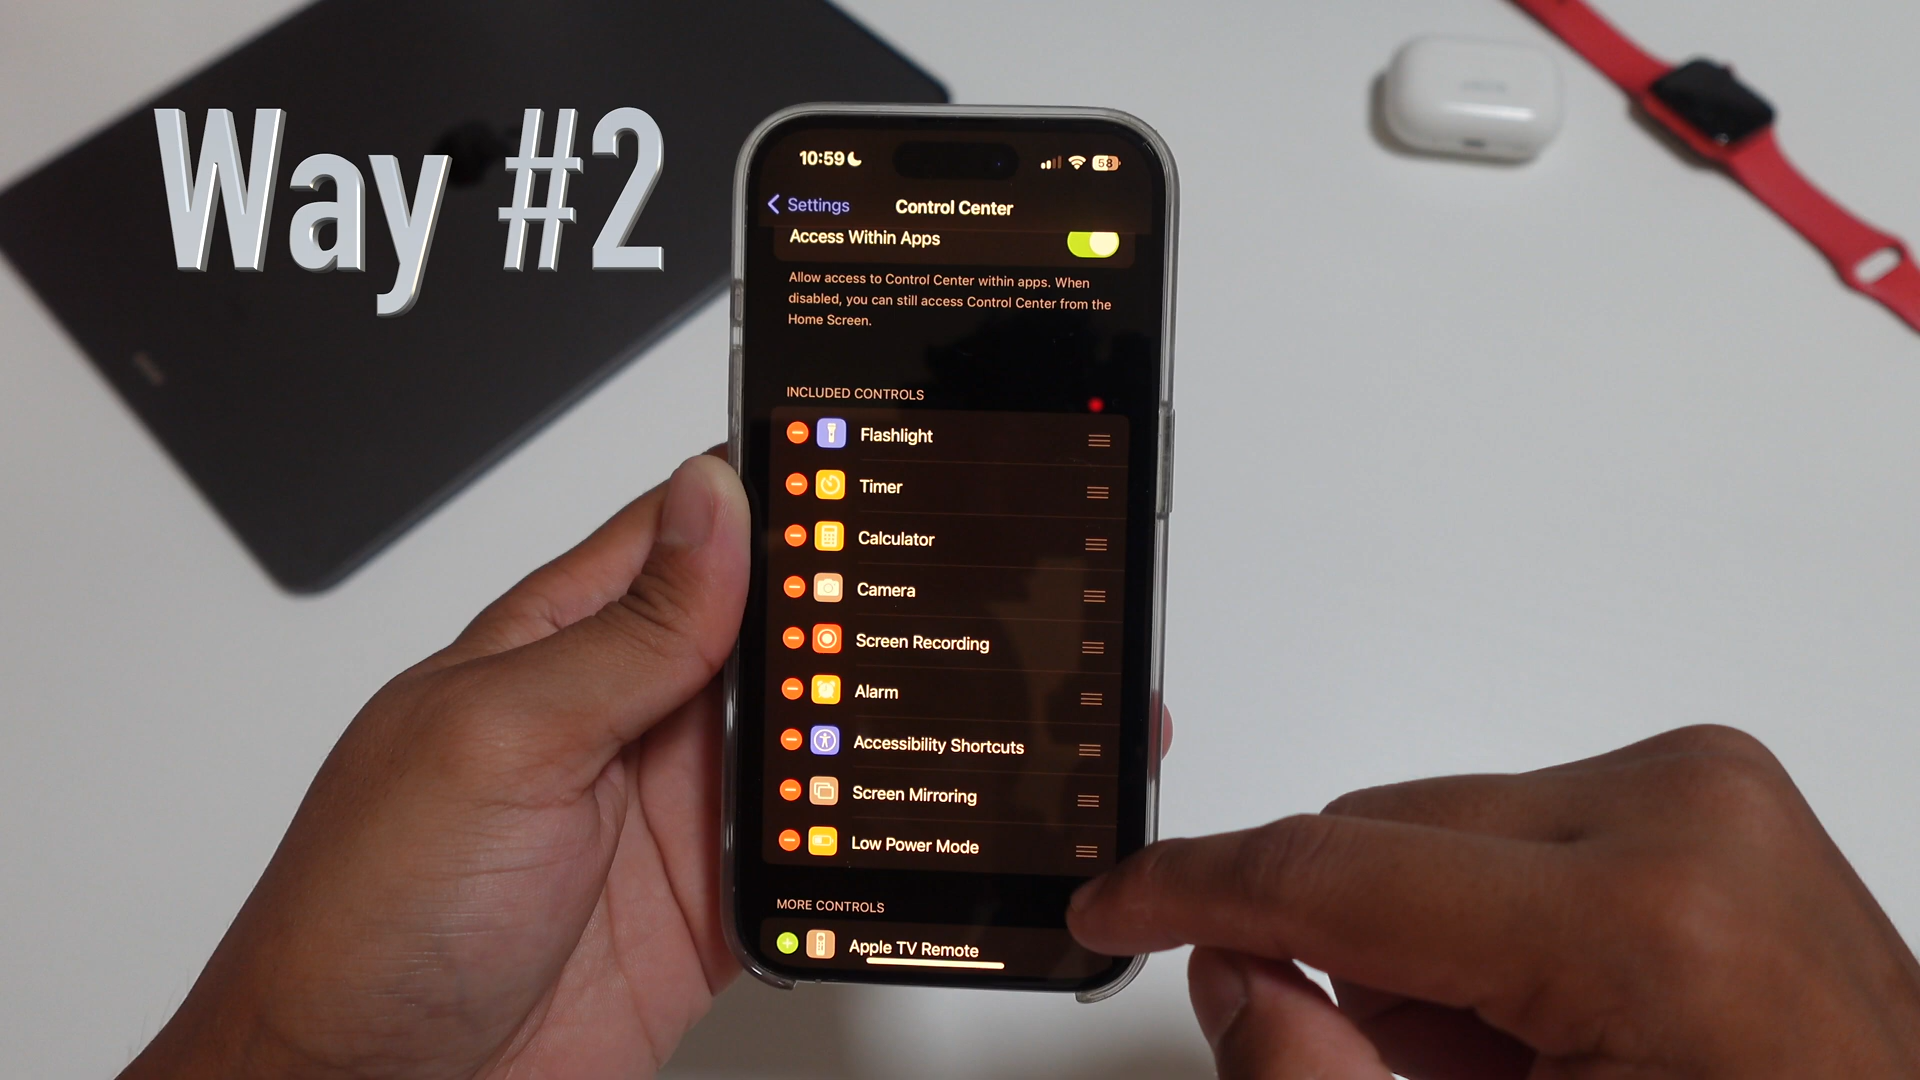 Way #2
10:59
58
Settings
Control Center
Access Within Apps
Allow access to Control Center within apps. When
disabled, you can still access Control Center from the
Home Screen.
INCLUDED CONTROLS
Flashlight
Timer
Calculator
Camera
Screen Recording
Alarm
Accessibility Shortcuts
Screen Mirroring
Low Power Mode
MORE CONTROLS
Apple TV Remote